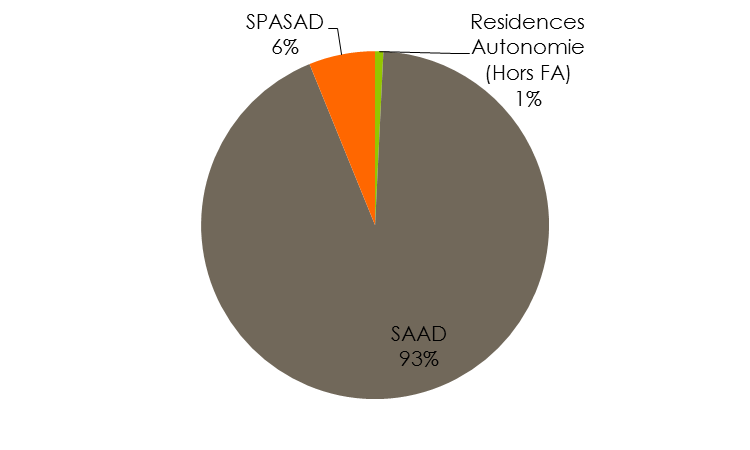 SPASAD
6%
Residences
Autonomie
(Hors FA)
1%
SAAD
93%